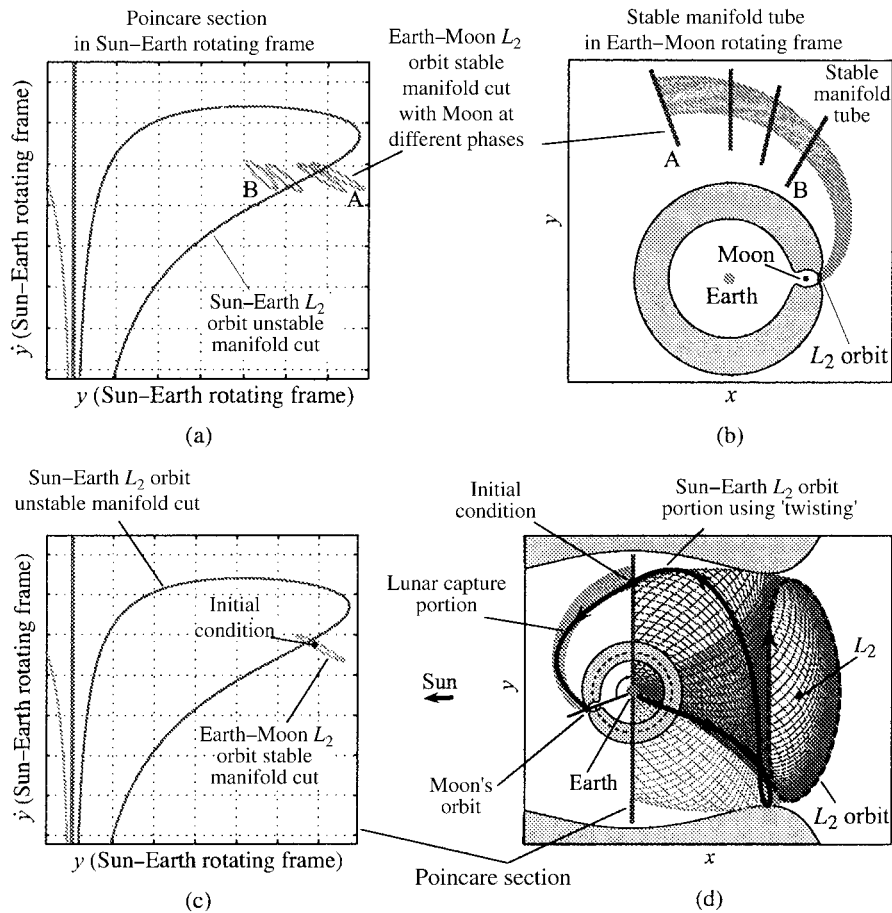 Poincare section
in Sun–Earth rotating frame
Earth–Moon L₂
orbit stable
manifold cut
with Moon at
different phases
Stable manifold tube
in Earth–Moon rotating frame
ẏ (Sun–Earth rotating frame)
B
A
Sun–Earth L₂
orbit unstable
manifold cut
y (Sun–Earth rotating frame)
(a)
Stable
manifold
tube
A
B
y
Moon
Earth
L₂ orbit
x
(b)
Sun–Earth L₂ orbit
unstable manifold cut
ẏ (Sun–Earth rotating frame)
Initial
condition
Earth–Moon L₂
orbit stable
manifold cut
y (Sun–Earth rotating frame)
(c)
Initial
condition
Sun–Earth L₂ orbit
portion using 'twisting'
Lunar capture
portion
y
Sun
L₂
Moon's
orbit
Earth
L₂ orbit
x
Poincare section
(d)